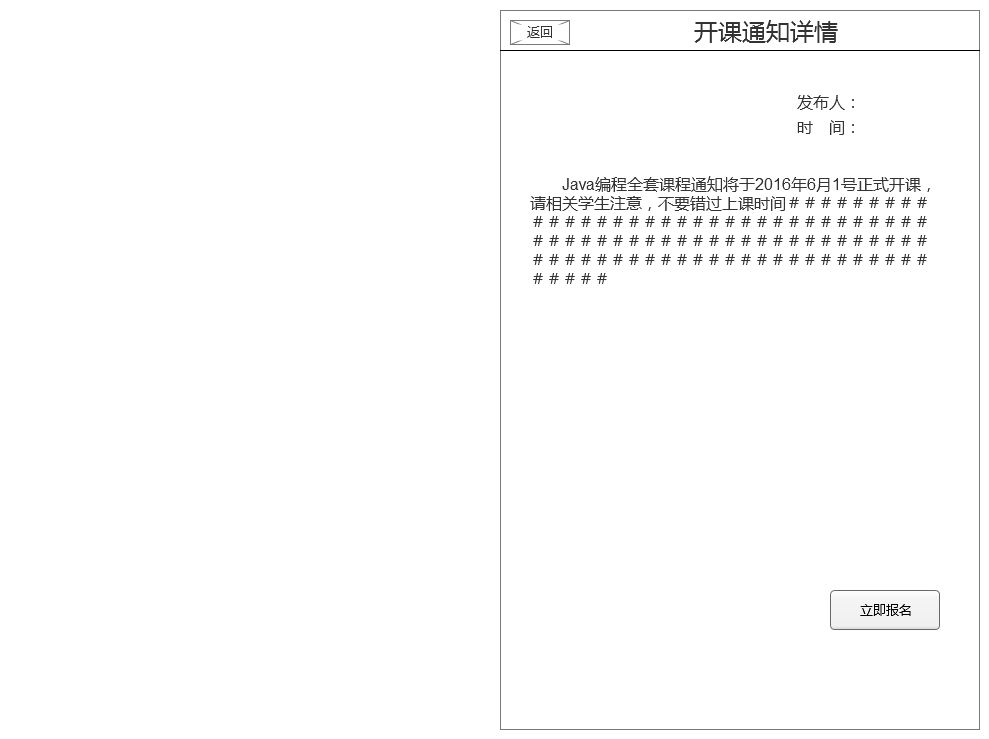 返回
开课通知详情
发布人：
时　间：
Java编程全套课程通知将于2016年6月1号正式开课，
请相关学生注意，不要错过上课时间＃＃＃＃＃＃＃＃＃
＃＃＃＃＃＃＃＃＃＃＃＃＃＃＃＃＃＃＃＃＃＃＃＃＃
＃＃＃＃＃＃＃＃＃＃＃＃＃＃＃＃＃＃＃＃＃＃＃＃＃
＃＃＃＃＃＃＃＃＃＃＃＃＃＃＃＃＃＃＃＃＃＃＃＃＃
＃＃＃＃＃
立即报名